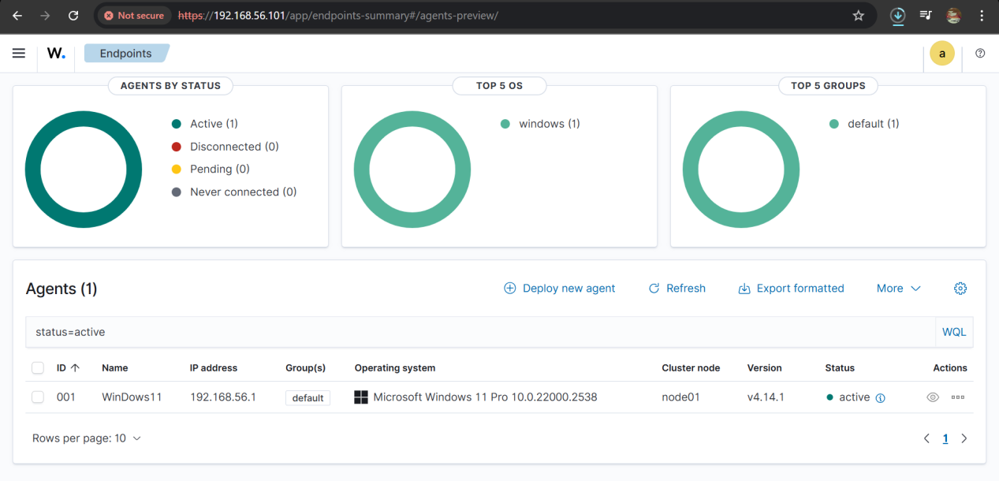 Not secure https://192.168.56.101/app/endpoints-summary#/agents-preview/
W. Endpoints a
AGENTS BY STATUS
Active (1)
Disconnected (0)
Pending (0)
Never connected (0)
TOP 5 OS
windows (1)
TOP 5 GROUPS
default (1)
Agents (1) Deploy new agent Refresh Export formatted More
status=active WQL
ID Name IP address Group(s) Operating system Cluster node Version Status Actions
001 WinDows11 192.168.56.1 default Microsoft Windows 11 Pro 10.0.22000.2538 node01 v4.14.1 active
Rows per page: 10 1